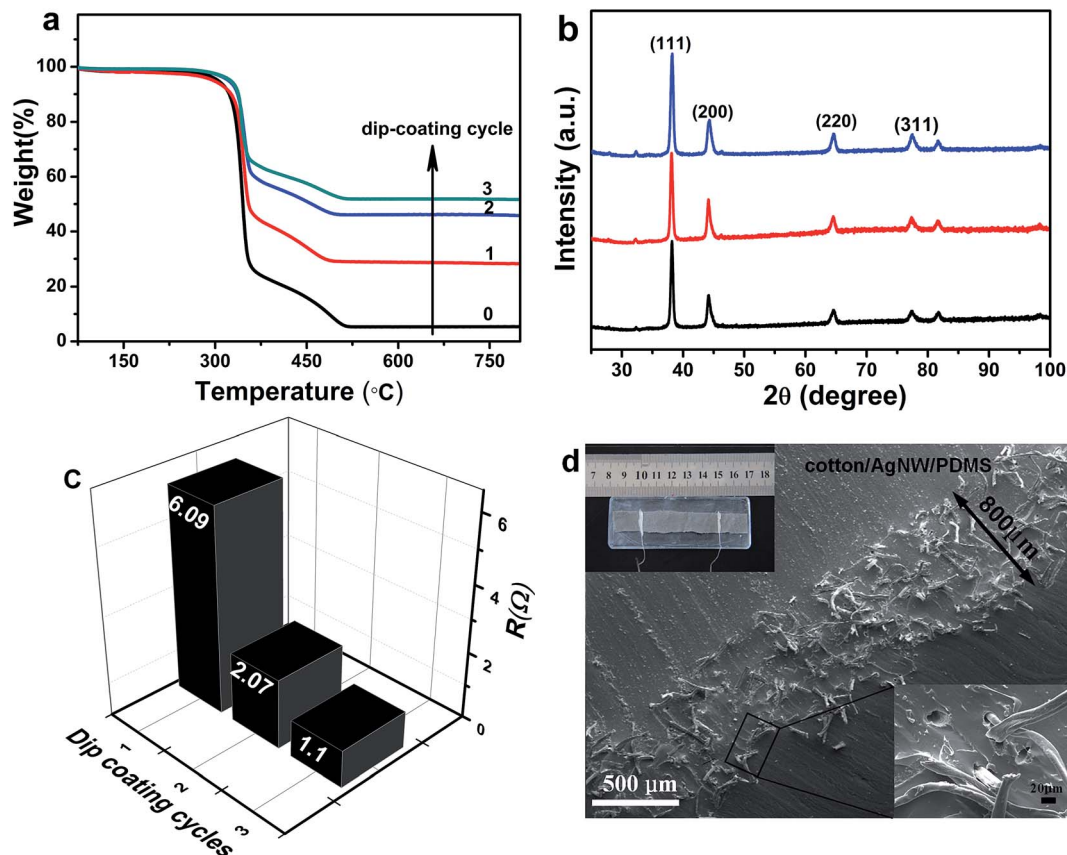 a
100
80
60
40
20
0
Weight(%)
dip-coating cycle
3
2
1
0
150
300
450
600
750
Temperature (°C)
b
(111)
(200)
(220)
(311)
Intensity (a.u.)
30
40
50
60
70
80
90
100
2θ (degree)
c
6.09
2.07
1.1
6
4
2
0
R(Ω)
1
2
3
Dip coating cycles
d
cotton/AgNW/PDMS
7 8 9 10 11 12 13 14 15 16 17 18
800μm
500 μm
20μm